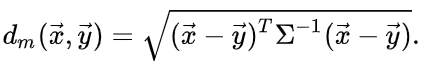 $d_m(\vec{x}, \vec{y}) = \sqrt{(\vec{x} - \vec{y})^T \Sigma^{-1} (\vec{x} - \vec{y})}.$